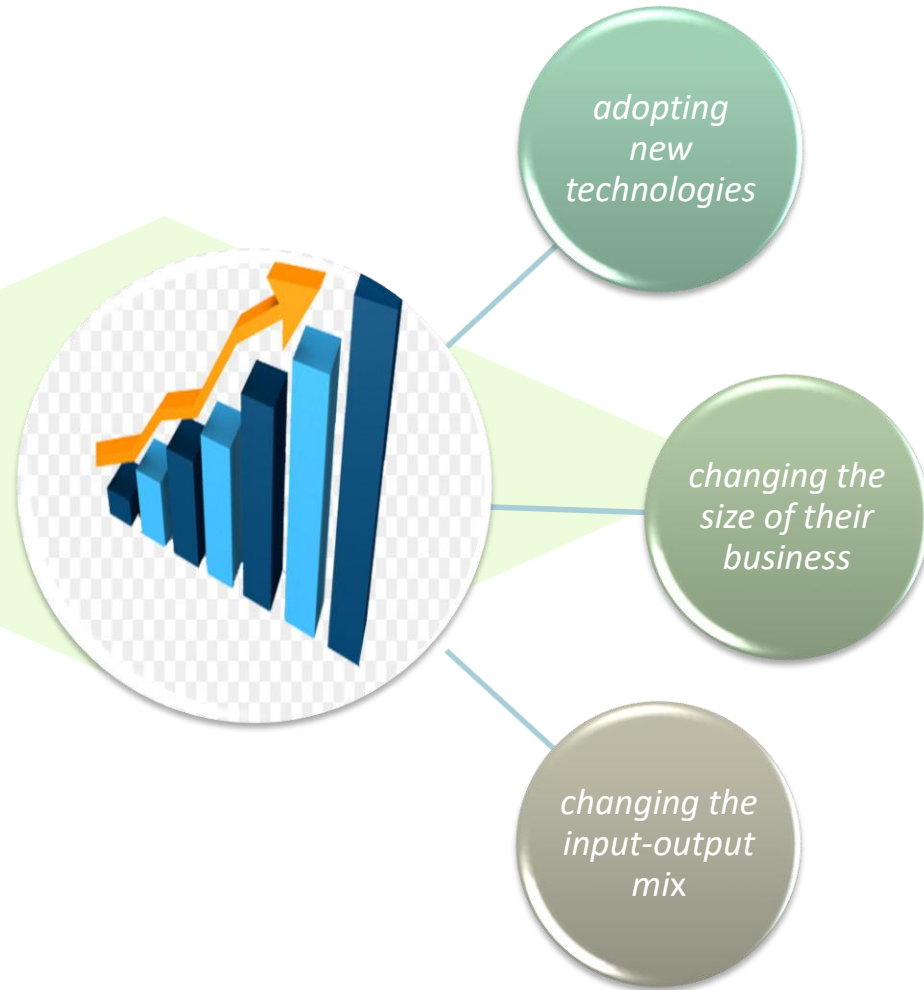 adopting
new
technologies
changing the
size of their
business
changing the
input-output
mix